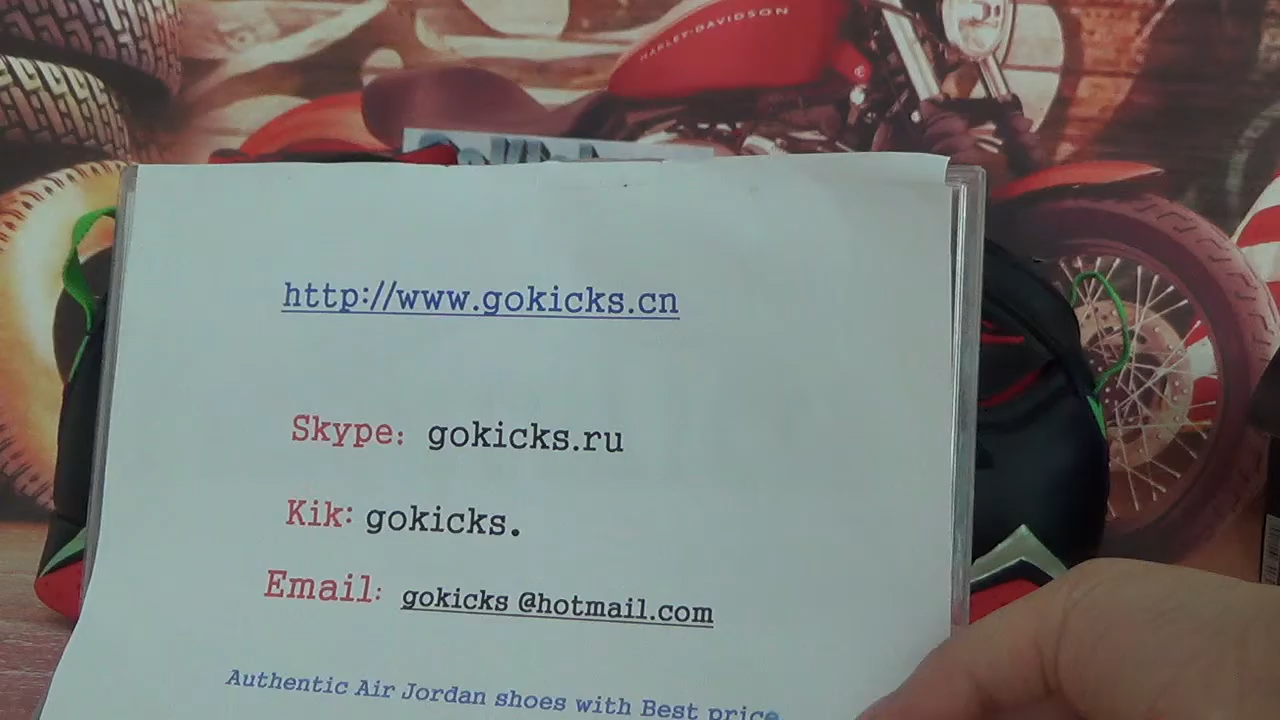 HARLEY-DAVIDSON
http://www.gokicks.cn
Skype: gokicks.ru
Kik: gokicks.
Email: gokicks @hotmail.com
Authentic Air Jordan shoes with Best price